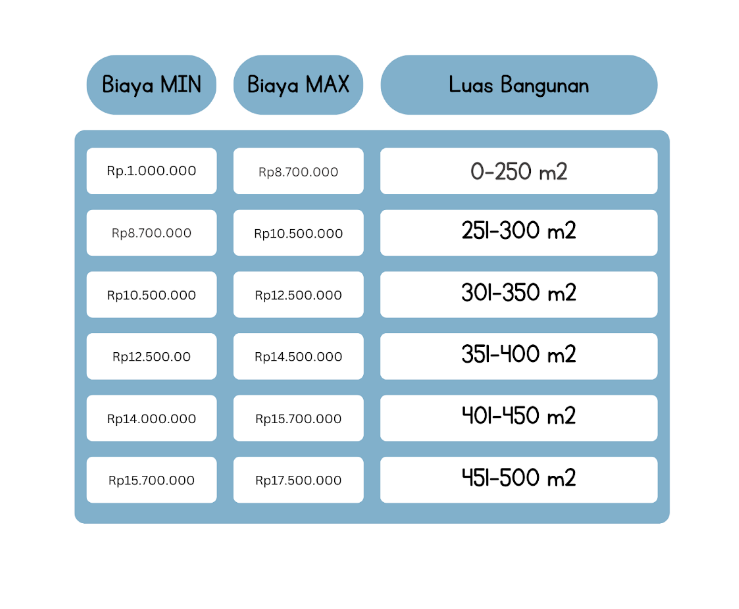 Biaya MIN Biaya MAX Luas Bangunan
Rp.1.000.000 Rp8.700.000 0-250 m2
Rp8.700.000 Rp10.500.000 251-300 m2
Rp10.500.000 Rp12.500.000 301-350 m2
Rp12.500.00 Rp14.500.000 351-400 m2
Rp14.000.000 Rp15.700.000 401-450 m2
Rp15.700.000 Rp17.500.000 451-500 m2